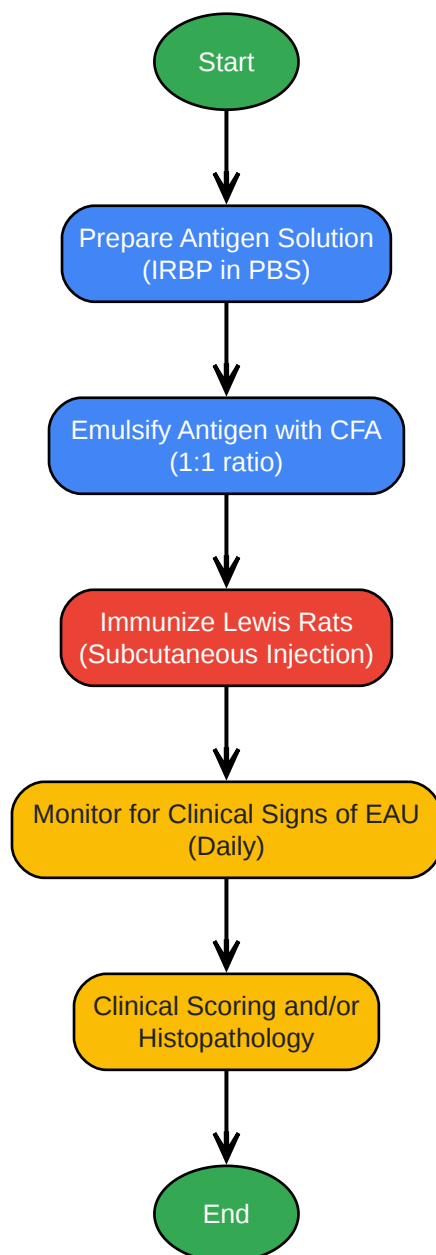 Start
Prepare Antigen Solution
(IRBP in PBS)
Emulsify Antigen with CFA
(1:1 ratio)
Immunize Lewis Rats
(Subcutaneous Injection)
Monitor for Clinical Signs of EAU
(Daily)
Clinical Scoring and/or
Histopathology
End